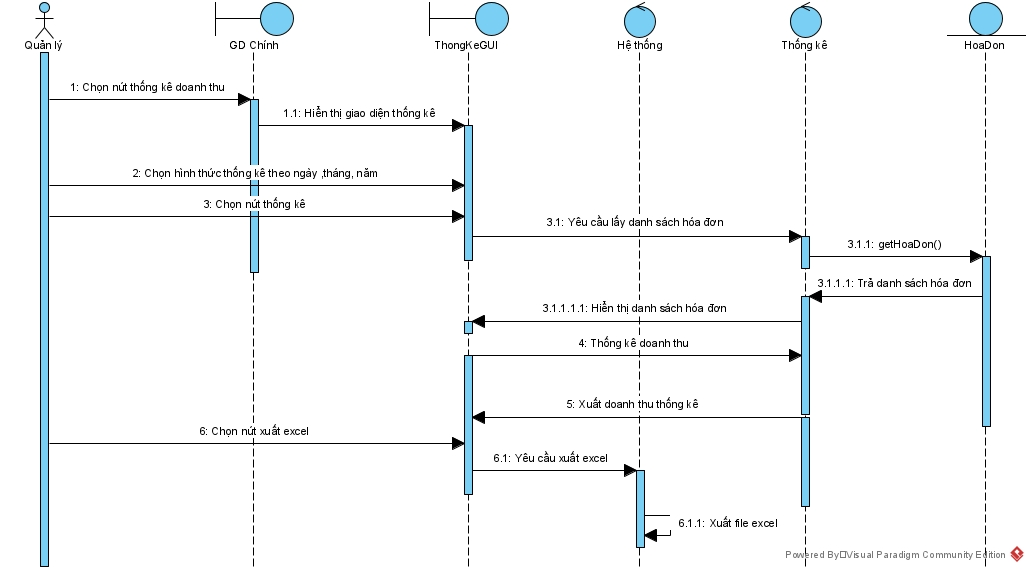 Quản lý
GD Chính
ThongKeGUI
Hệ thống
Thống kê
HoaDon
1: Chọn nút thống kê doanh thu
1.1: Hiển thị giao diện thống kê
2: Chọn hình thức thống kê theo ngày ,tháng, năm
3: Chọn nút thống kê
3.1: Yêu cầu lấy danh sách hóa đơn
3.1.1: getHoaDon()
3.1.1.1: Trả danh sách hóa đơn
3.1.1.1.1: Hiển thị danh sách hóa đơn
4: Thống kê doanh thu
5: Xuất doanh thu thống kê
6: Chọn nút xuất excel
6.1: Yêu cầu xuất excel
6.1.1: Xuất file excel
Powered By Visual Paradigm Community Edition